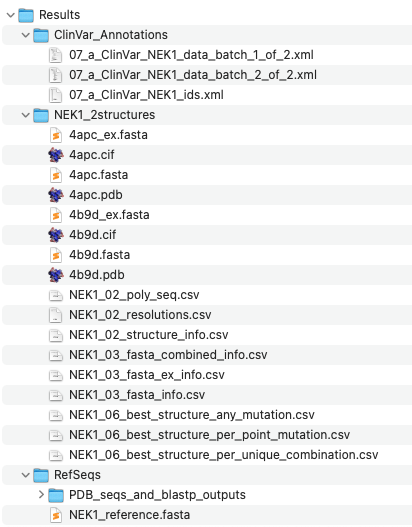 Results
ClinVar_Annotations
07_a_ClinVar_NEK1_data_batch_1_of_2.xml
07_a_ClinVar_NEK1_data_batch_2_of_2.xml
07_a_ClinVar_NEK1_ids.xml
NEK1_2structures
4apc_ex.fasta
4apc.cif
4apc.fasta
4apc.pdb
4b9d_ex.fasta
4b9d.cif
4b9d.fasta
4b9d.pdb
NEK1_02_poly_seq.csv
NEK1_02_resolutions.csv
NEK1_02_structure_info.csv
NEK1_03_fasta_combined_info.csv
NEK1_03_fasta_ex_info.csv
NEK1_03_fasta_info.csv
NEK1_06_best_structure_any_mutation.csv
NEK1_06_best_structure_per_point_mutation.csv
NEK1_06_best_structure_per_unique_combination.csv
RefSeqs
PDB_seqs_and_blastp_outputs
NEK1_reference.fasta